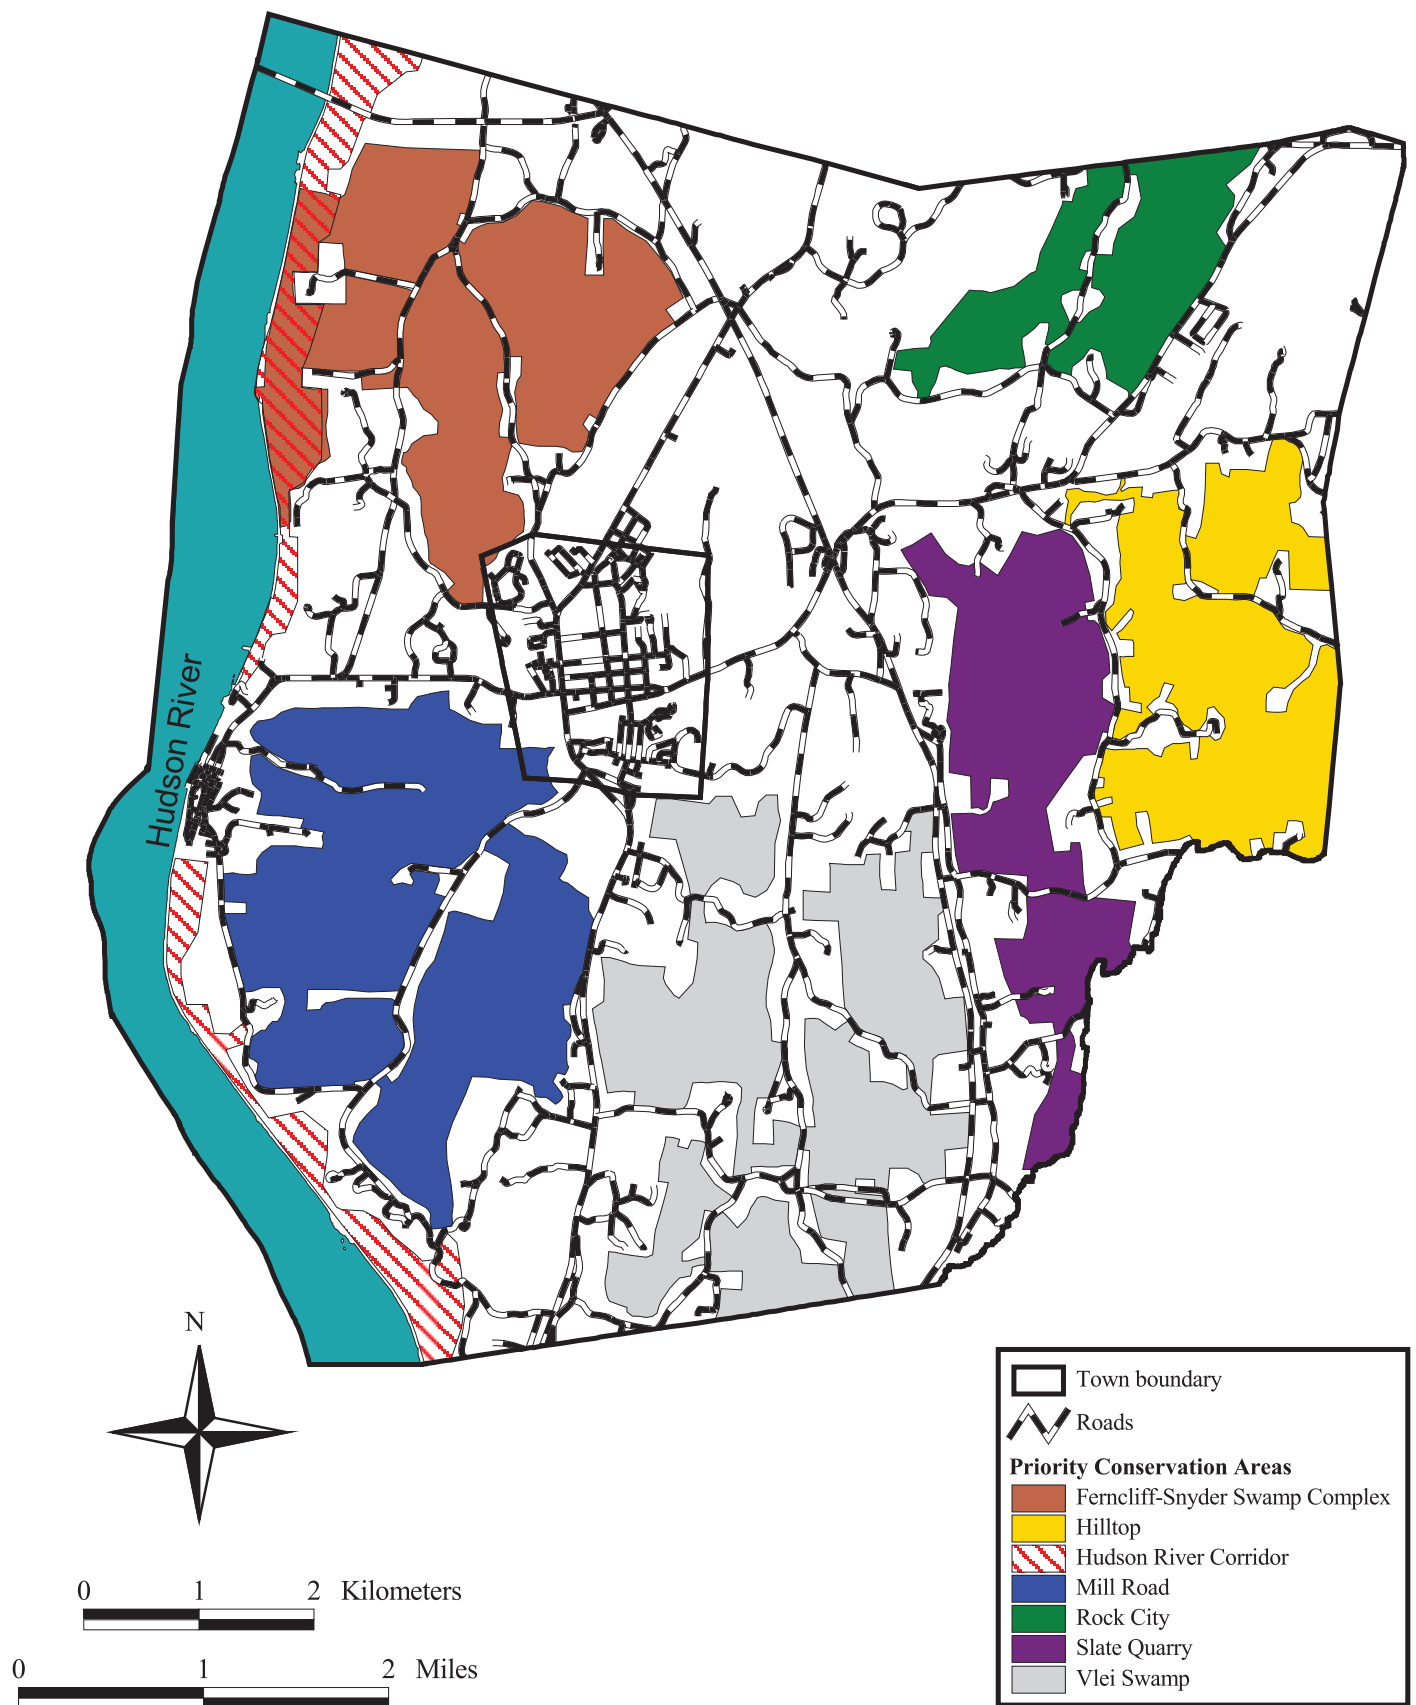 Hudson River
N
Town boundary
Roads
Priority Conservation Areas
Ferncliff-Snyder Swamp Complex
Hilltop
Hudson River Corridor
Mill Road
Rock City
Slate Quarry
Vlei Swamp
0 1 2 Kilometers
0 1 2 Miles